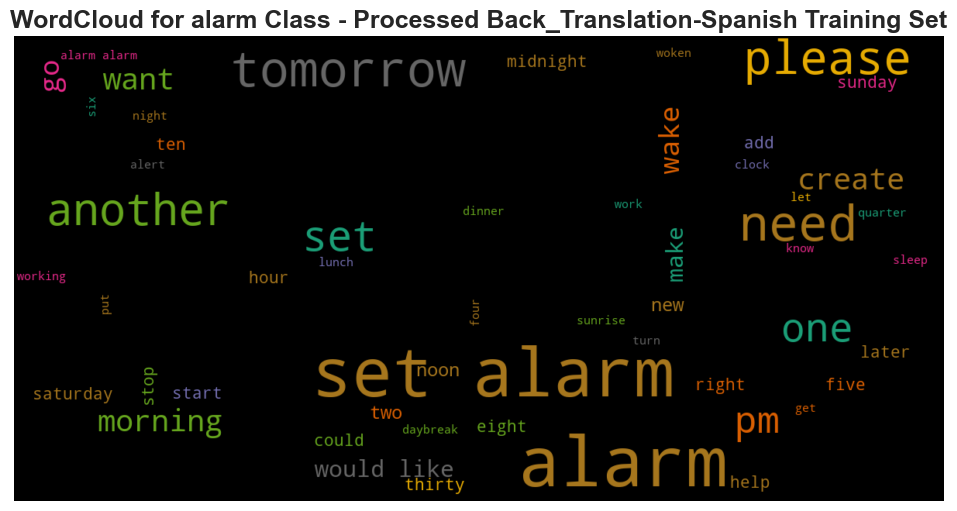 WordCloud for alarm Class - Processed Back_Translation-Spanish Training Set
alarm alarm
go
want
tomorrow
midnight
woken
please
sunday
six
night
ten
alert
wake
add
clock
create
let
another
dinner
work
need
quarter
set
know
make
lunch
sleep
working
hour
put
four
new
sunrise
one
turn
later
set alarm
noon
right
five
saturday
stop
start
two
get
morning
pm
daybreak
eight
could
would like
alarm
thirty
help